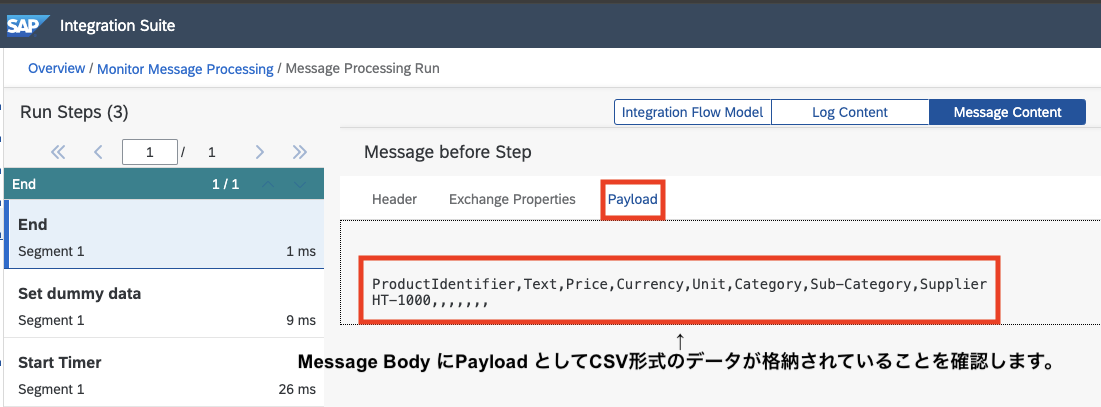 SAP Integration Suite
Overview / Monitor Message Processing / Message Processing Run
Run Steps (3)
1 / 1
End 1 / 1
End
Segment 1 1 ms
Set dummy data
Segment 1 9 ms
Start Timer
Segment 1 26 ms
Integration Flow Model Log Content Message Content
Message before Step
Header Exchange Properties Payload
ProductIdentifier,Text,Price,Currency,Unit,Category,Sub-Category,Supplier
HT-1000,,,,,,,
↑
Message Body にPayload としてCSV形式のデータが格納されていることを確認します。